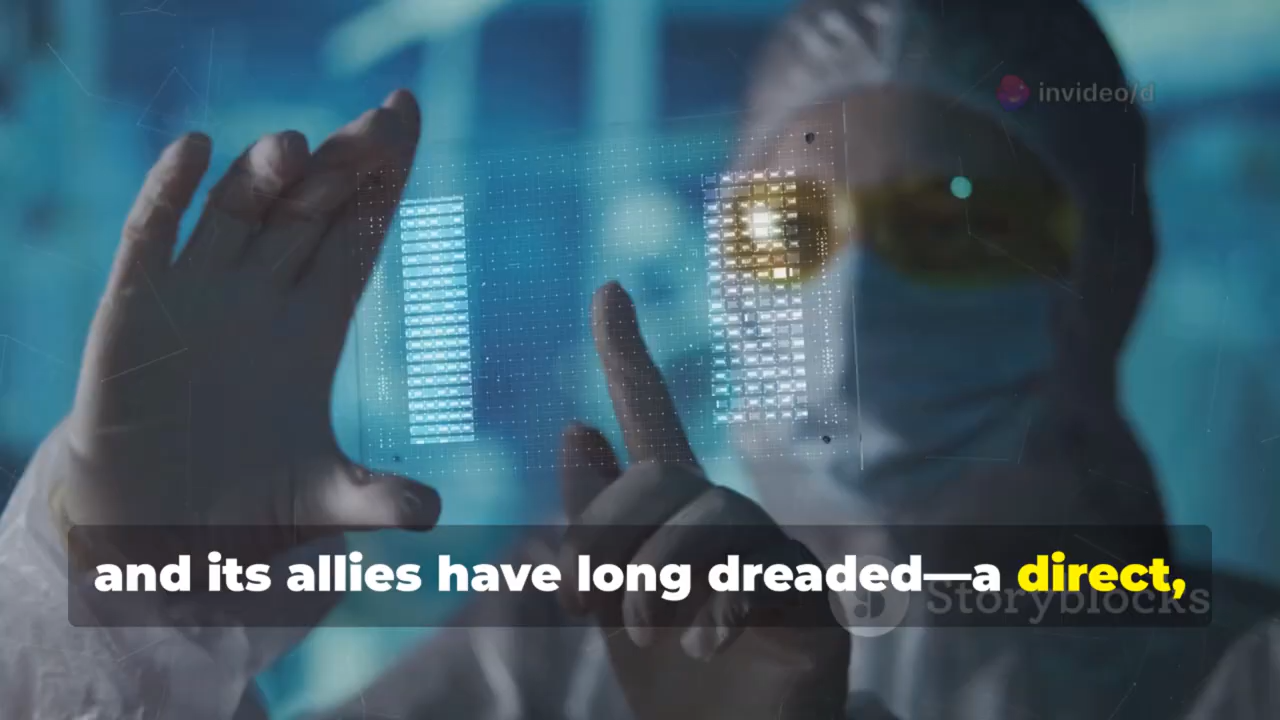 invideo/d
and its allies have long dreaded—a direct,
Storyblocks